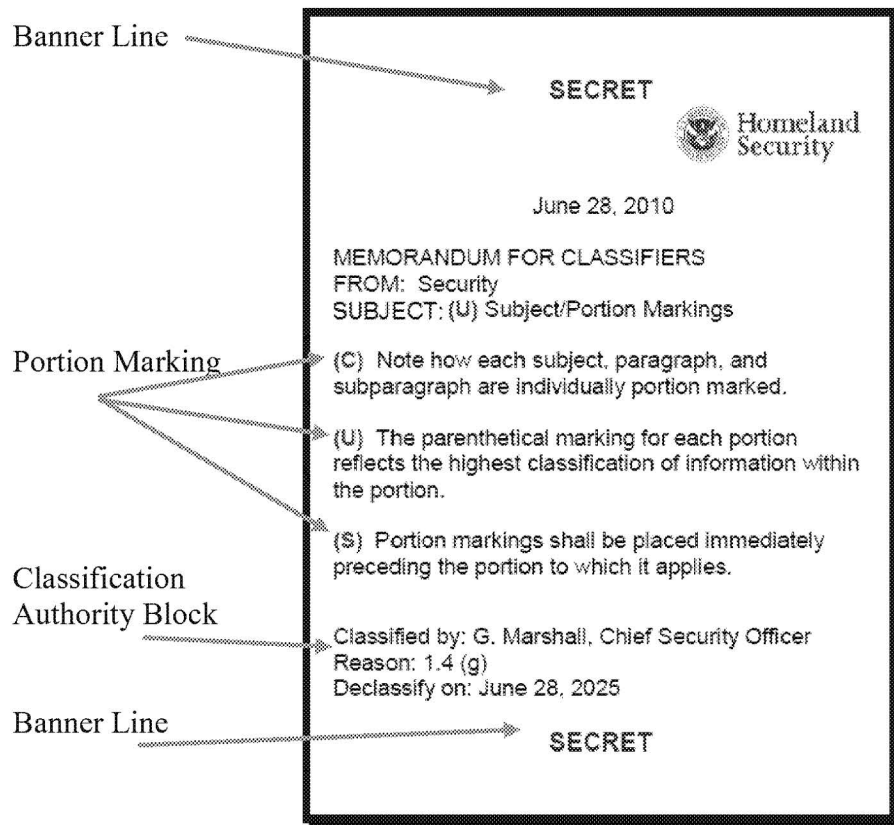 Banner Line
SECRET
Homeland
Security
June 28, 2010
MEMORANDUM FOR CLASSIFIERS
FROM: Security
SUBJECT: (U) Subject/Portion Markings
Portion Marking
(C) Note how each subject, paragraph, and
subparagraph are individually portion marked.
(U) The parenthetical marking for each portion
reflects the highest classification of information within
the portion.
(S) Portion markings shall be placed immediately
preceding the portion to which it applies.
Classification
Authority Block
Classified by: G. Marshall, Chief Security Officer
Reason: 1.4 (g)
Declassify on: June 28, 2025
Banner Line
SECRET